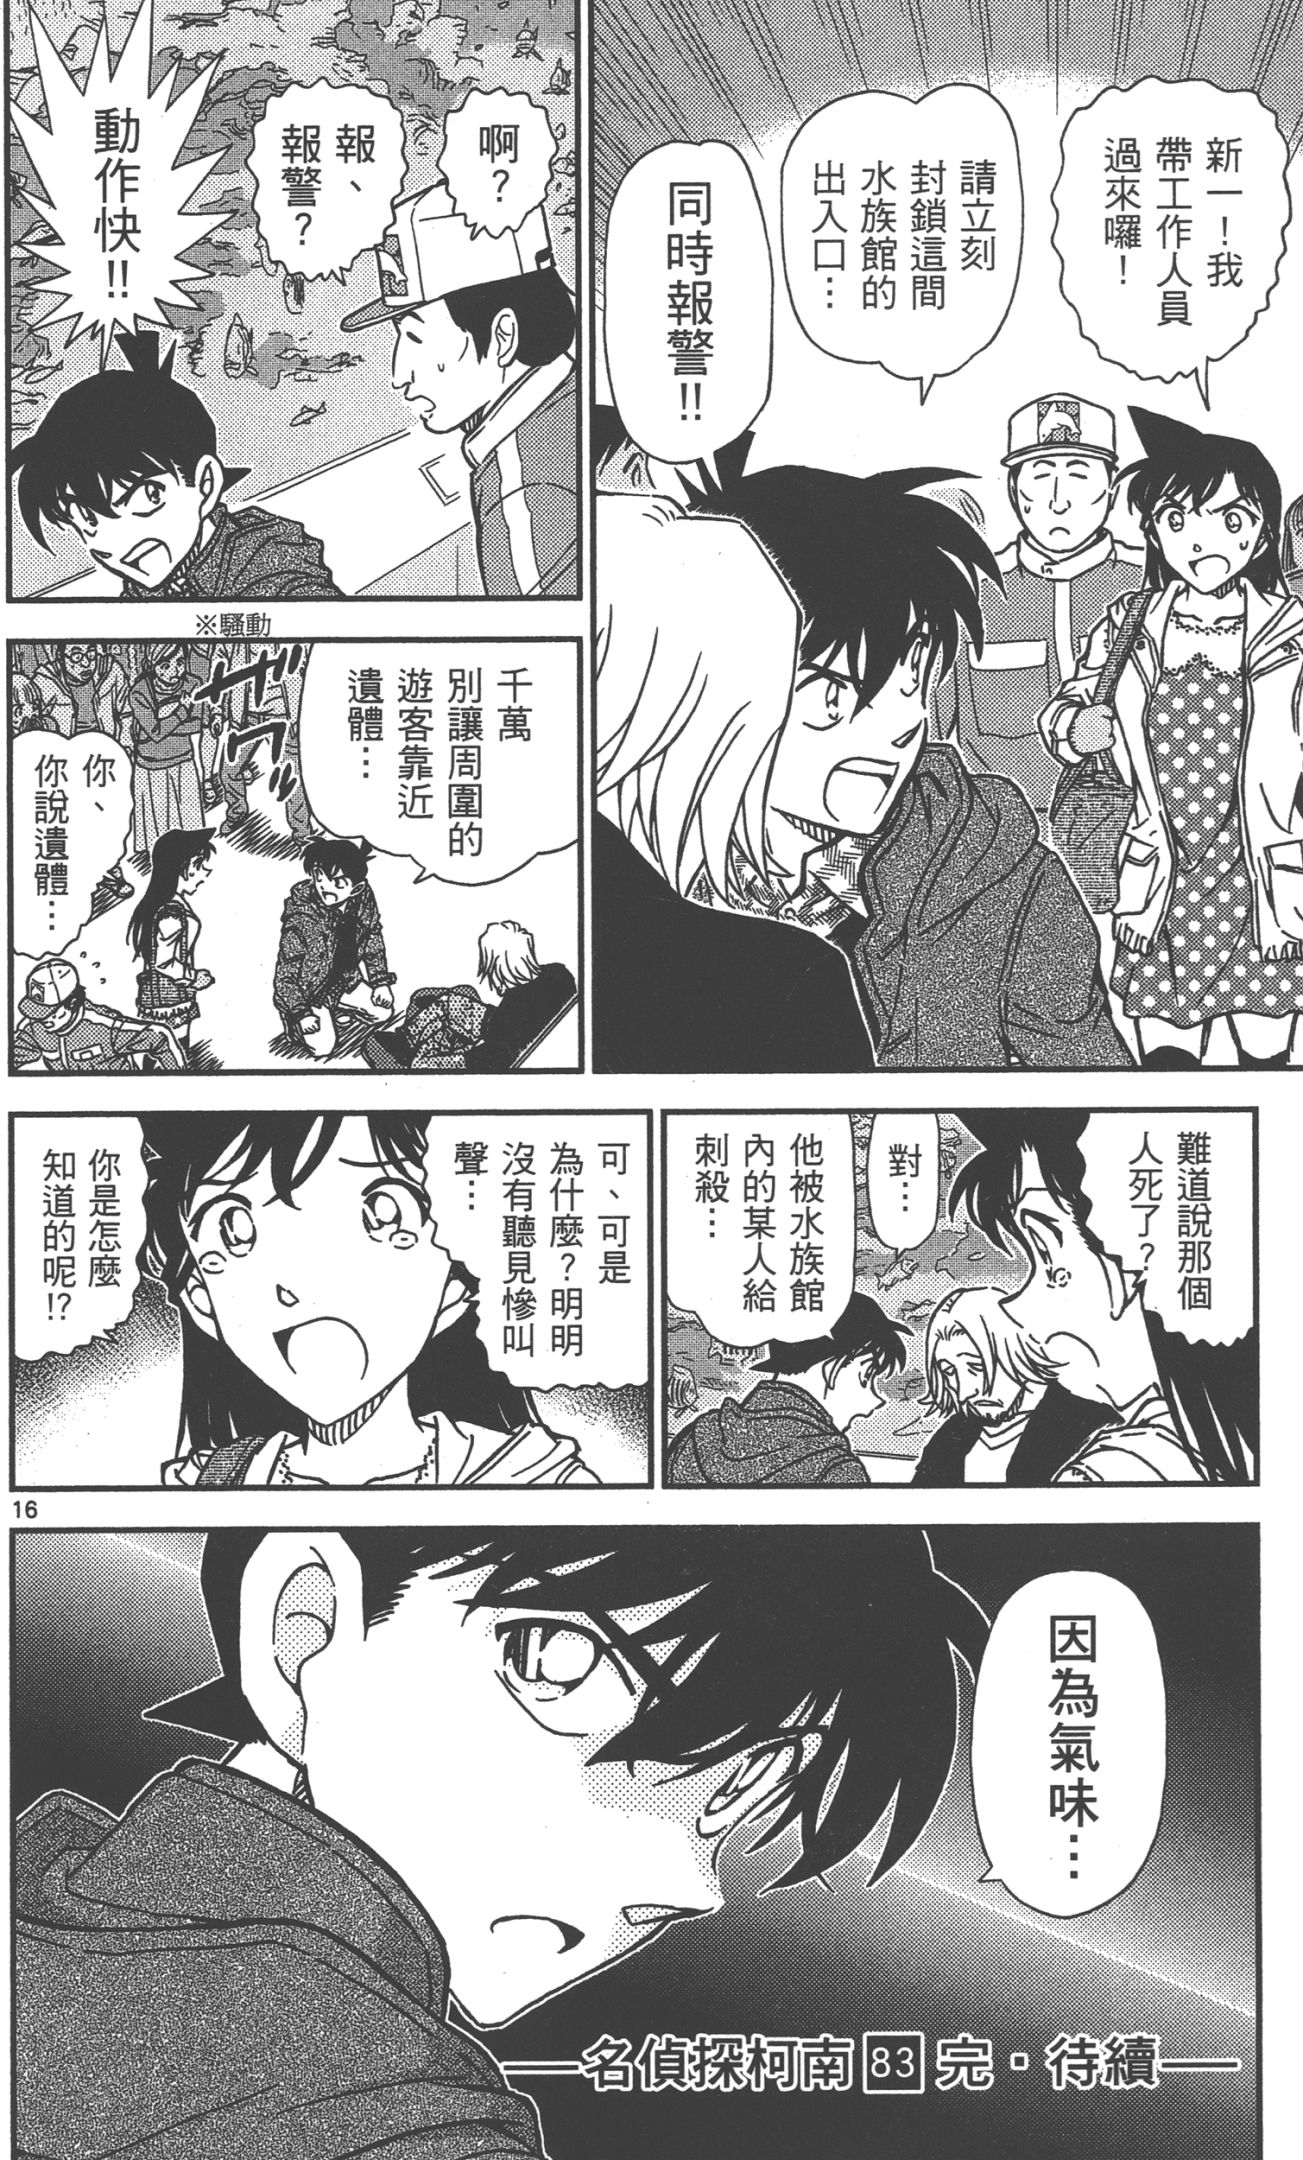 新一！我
帶工作人員
過來囉！
請立刻
封鎖這間
水族館的
出入口…
同時報警!!
啊？
報、
報警？
動作快!!
※騷動
ザワ
ザワ
千萬
別讓周圍的
遊客靠近
遺體…
你、
你說遺體…
難道說那個
人死了？
對…
他被水族館
內的某人給
刺殺…
可、可是
為什麼？明明
沒有聽見慘叫
聲…
你是怎麼
知道的呢!?
16
因為氣味…
名偵探柯南83完・待續